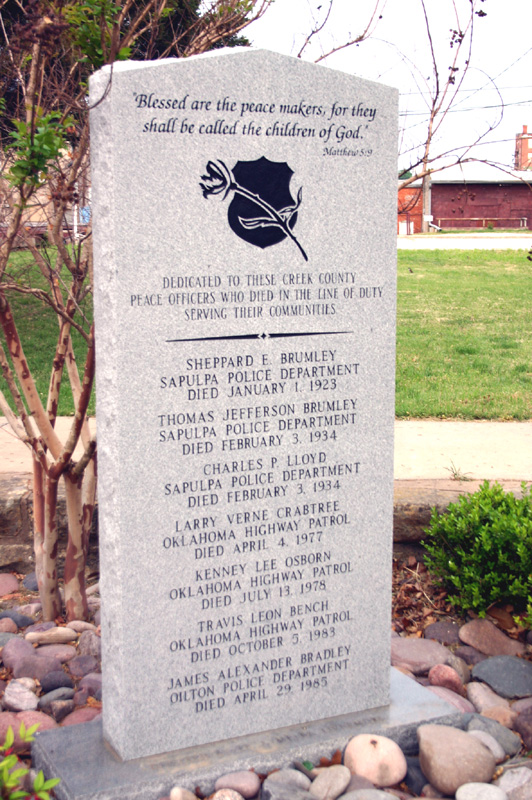 "Blessed are the peace makers, for they
shall be called the children of God."
Matthew 5:9
DEDICATED TO THESE CREEK COUNTY
PEACE OFFICERS WHO DIED IN THE LINE OF DUTY
SERVING THEIR COMMUNITIES
SHEPPARD E. BRUMLEY
SAPULPA POLICE DEPARTMENT
DIED JANUARY 1, 1923
THOMAS JEFFERSON BRUMLEY
SAPULPA POLICE DEPARTMENT
DIED FEBRUARY 3, 1934
CHARLES P. LLOYD
SAPULPA POLICE DEPARTMENT
DIED FEBRUARY 3, 1934
LARRY VERNE CRABTREE
OKLAHOMA HIGHWAY PATROL
DIED APRIL 4, 1977
KENNEY LEE OSBORN
OKLAHOMA HIGHWAY PATROL
DIED JULY 13, 1978
TRAVIS LEON BENCH
OKLAHOMA HIGHWAY PATROL
DIED OCTOBER 5, 1983
JAMES ALEXANDER BRADLEY
OILTON POLICE DEPARTMENT
DIED APRIL 29, 1985